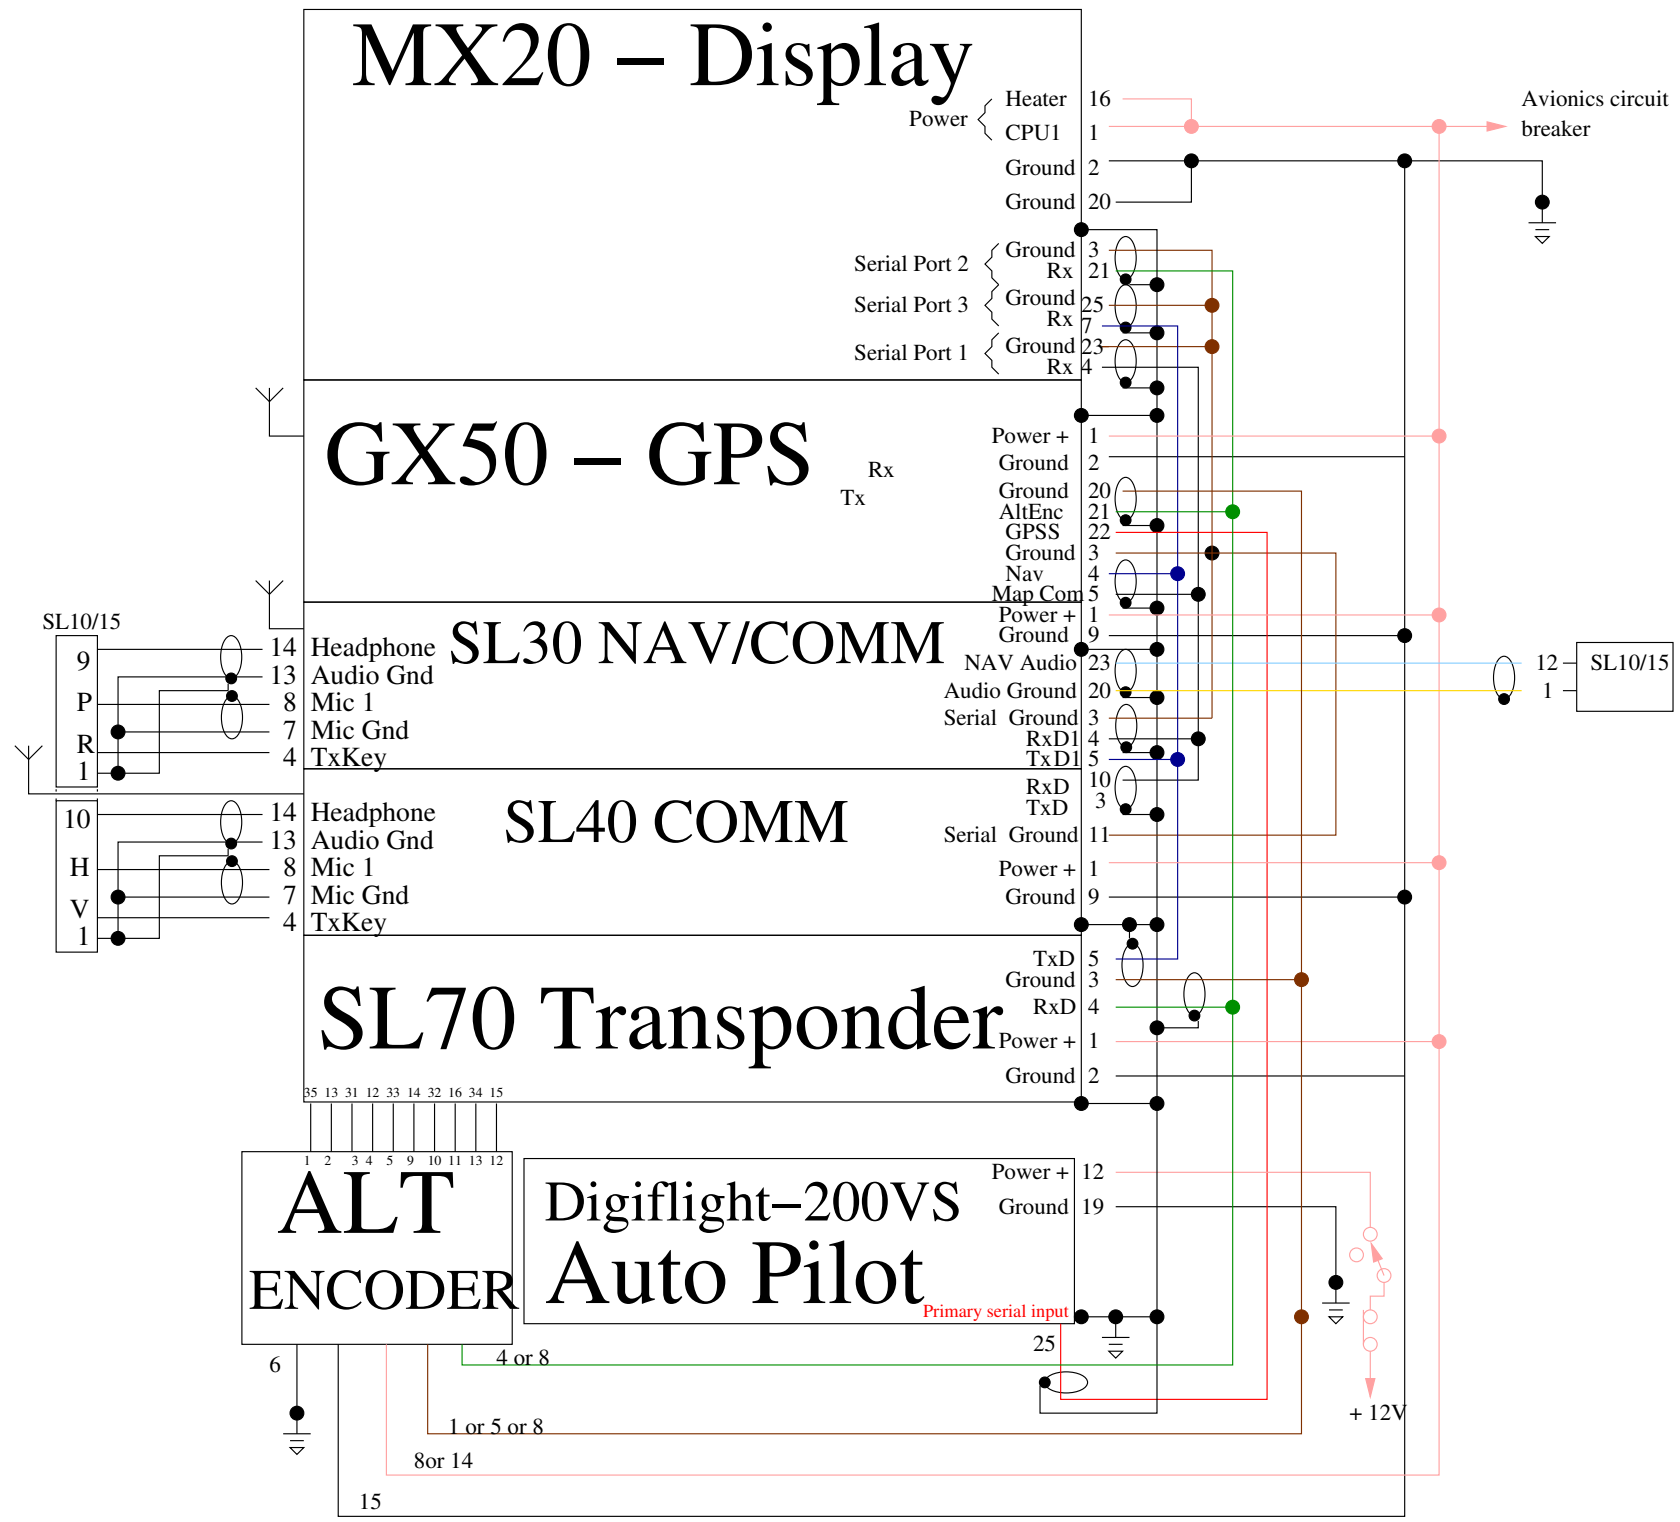 MX20 – Display
Heater 16
Power
CPU1 1
Avionics circuit
breaker
Ground 2
Ground 20
Ground 3
Serial Port 2
Rx 21
Ground 25
Serial Port 3
Rx 7
Ground 23
Serial Port 1
Rx 4
GX50 – GPS
Rx
Tx
Power + 1
Ground 2
Ground 20
AltEnc 21
GPSS 22
Ground 3
Nav 4
Map Com 5
SL30 NAV/COMM
Power + 1
Ground 9
NAV Audio 23
Audio Ground 20
Serial Ground 3
RxD1 4
TxD1 5
SL10/15
9
P
R
1
14 Headphone
13 Audio Gnd
8 Mic 1
7 Mic Gnd
4 TxKey
12
1
SL10/15
SL40 COMM
RxD 10
TxD 3
Serial Ground 11
Power + 1
Ground 9
10
H
V
1
14 Headphone
13 Audio Gnd
8 Mic 1
7 Mic Gnd
4 TxKey
SL70 Transponder
TxD 5
Ground 3
RxD 4
Power + 1
Ground 2
35 13 31 12 33 14 32 16 34 15
1 2 3 4 5 9 10 11 13 12
ALT
ENCODER
Digiflight–200VS
Auto Pilot
Power + 12
Ground 19
Primary serial input
25
6
4 or 8
1 or 5 or 8
8or 14
15
+ 12V